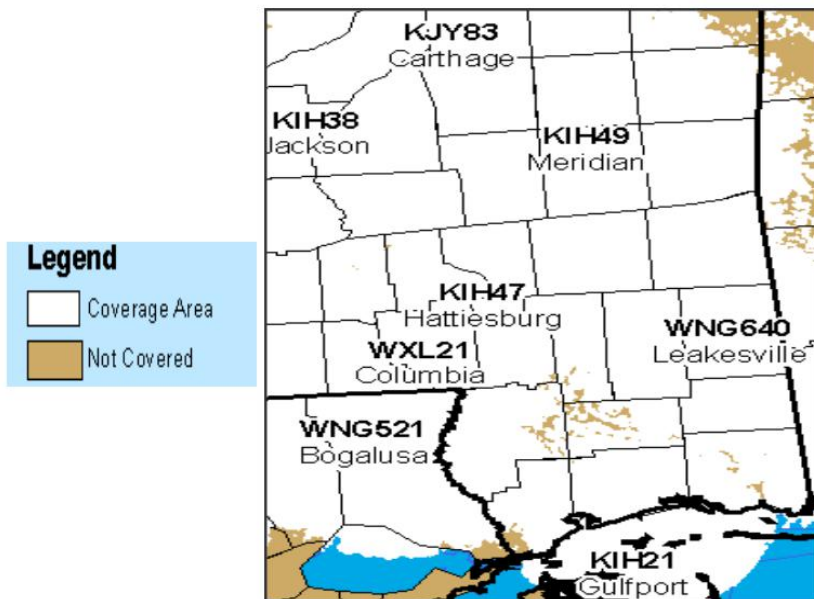 KJY83
Carthage
KIH38
Jackson
KIH49
Meridian
Legend
Coverage Area
Not Covered
KIH47
Hattiesburg
WXL21
Columbia
WNG640
Leakesville
WNG521
Bogalusa
KIH21
Gulfport